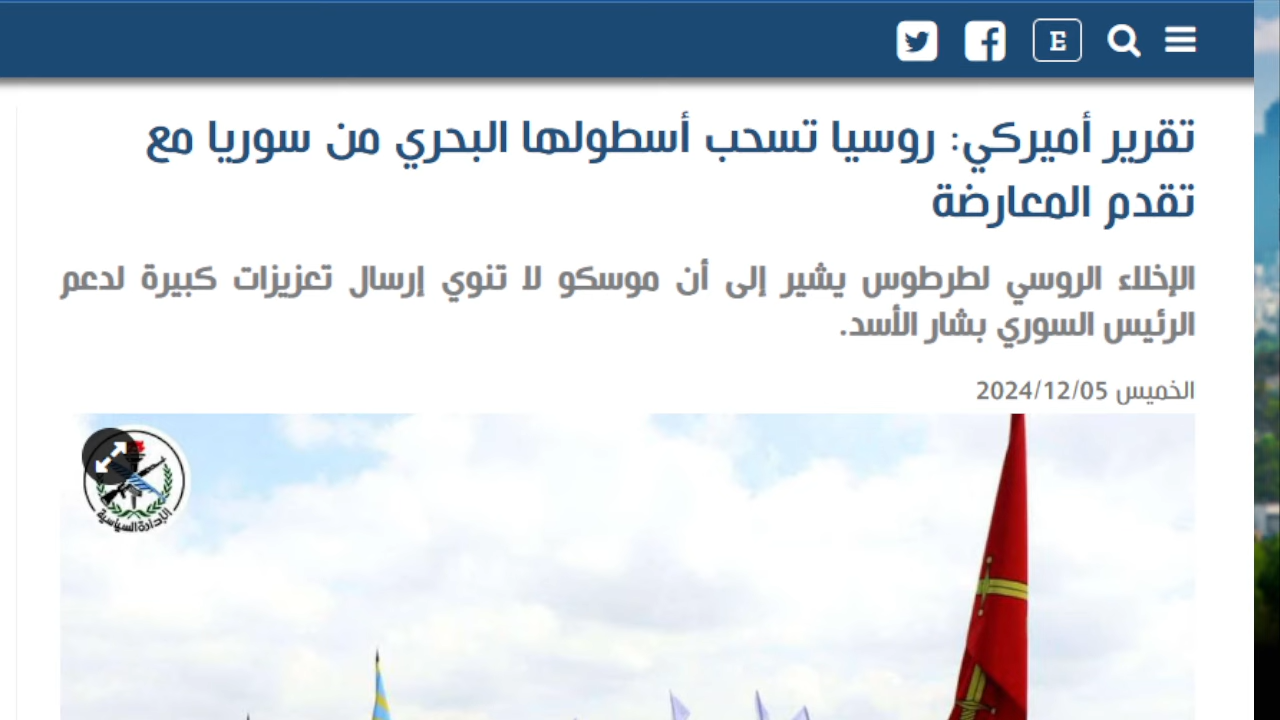 E
تقرير أميركي: روسيا تسحب أسطولها البحري من سوريا مع
تقدم المعارضة
الإخلاء الروسي لطرطوس يشير إلى أن موسكو لا تنوي إرسال تعزيزات كبيرة لدعم
الرئيس السوري بشار الأسد.
الخميس 2024/12/05
الإدارة السياسية